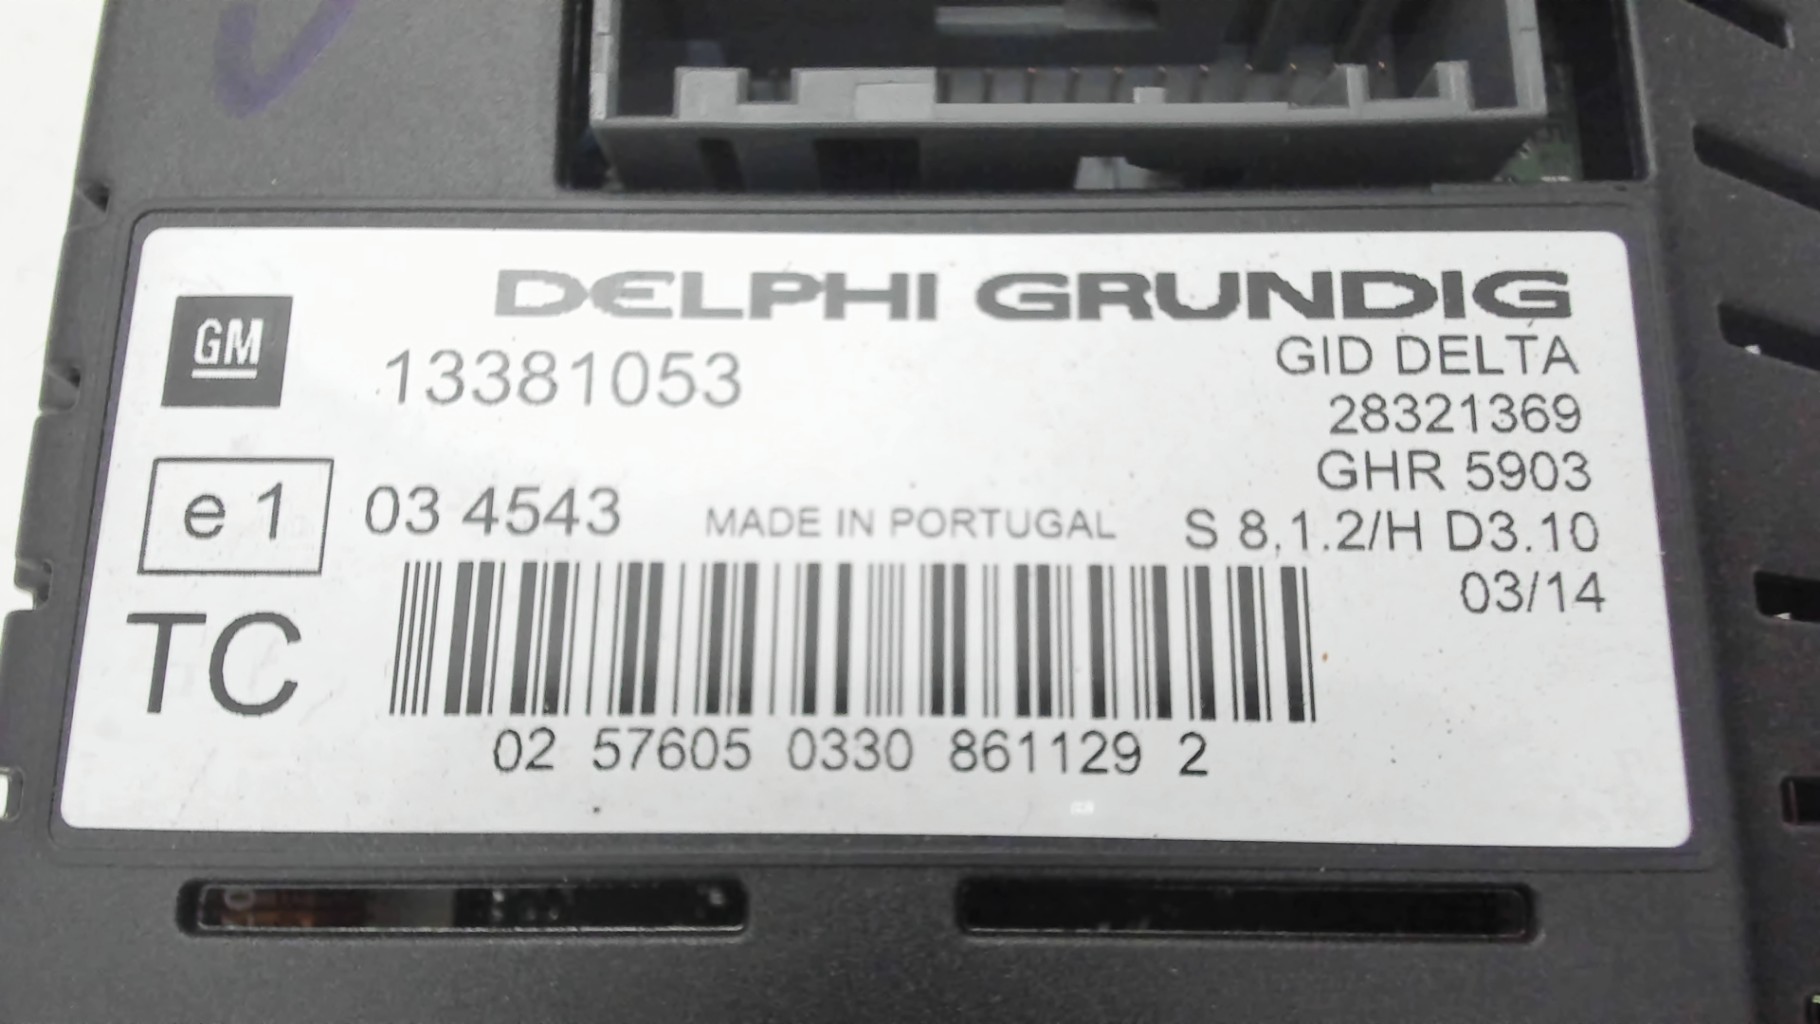 DELPHI GRUNDIG
GM
13381053
GID DELTA
28321369
GHR 5903
e1
03 4543
MADE IN PORTUGAL
S 8.1.2/H D3.10
03/14
TC
02 57605 0330 861129 2